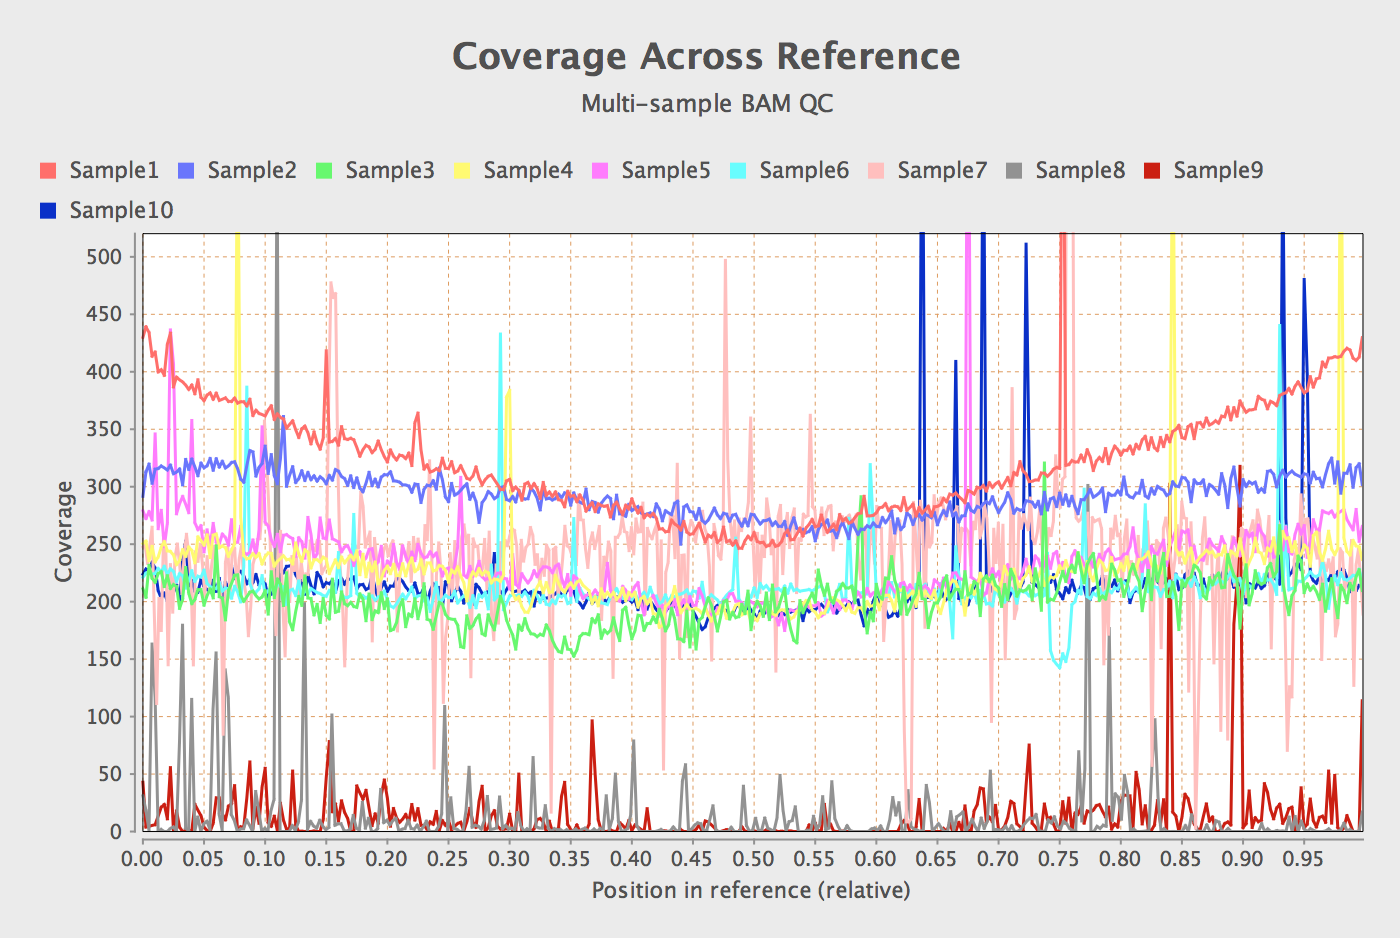 Coverage Across Reference
Multi-sample BAM QC
Sample1 Sample2 Sample3 Sample4 Sample5 Sample6 Sample7 Sample8 Sample9
Sample10
500
450
400
350
300
250
200
150
100
50
0
Coverage
0.00 0.05 0.10 0.15 0.20 0.25 0.30 0.35 0.40 0.45 0.50 0.55 0.60 0.65 0.70 0.75 0.80 0.85 0.90 0.95
Position in reference (relative)